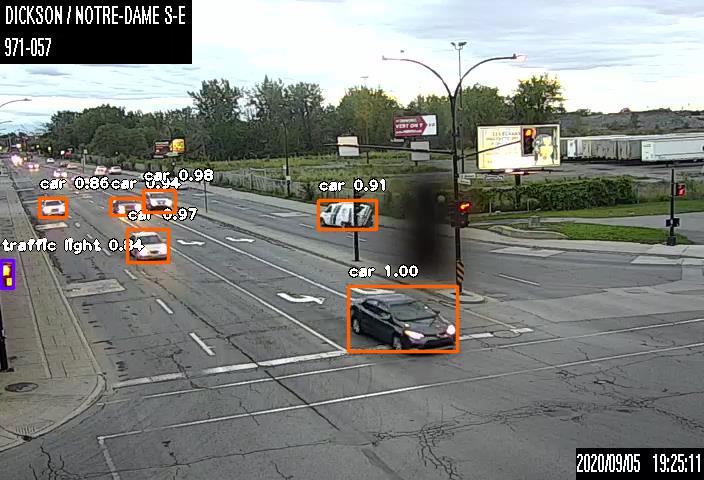 DICKSON / NOTRE-DAME S-E
971-057
car 0.86
car 0.94
car 0.98
car 0.91
car 0.97
traffic light 0.84
car 1.00
2020/09/05 19:25:11